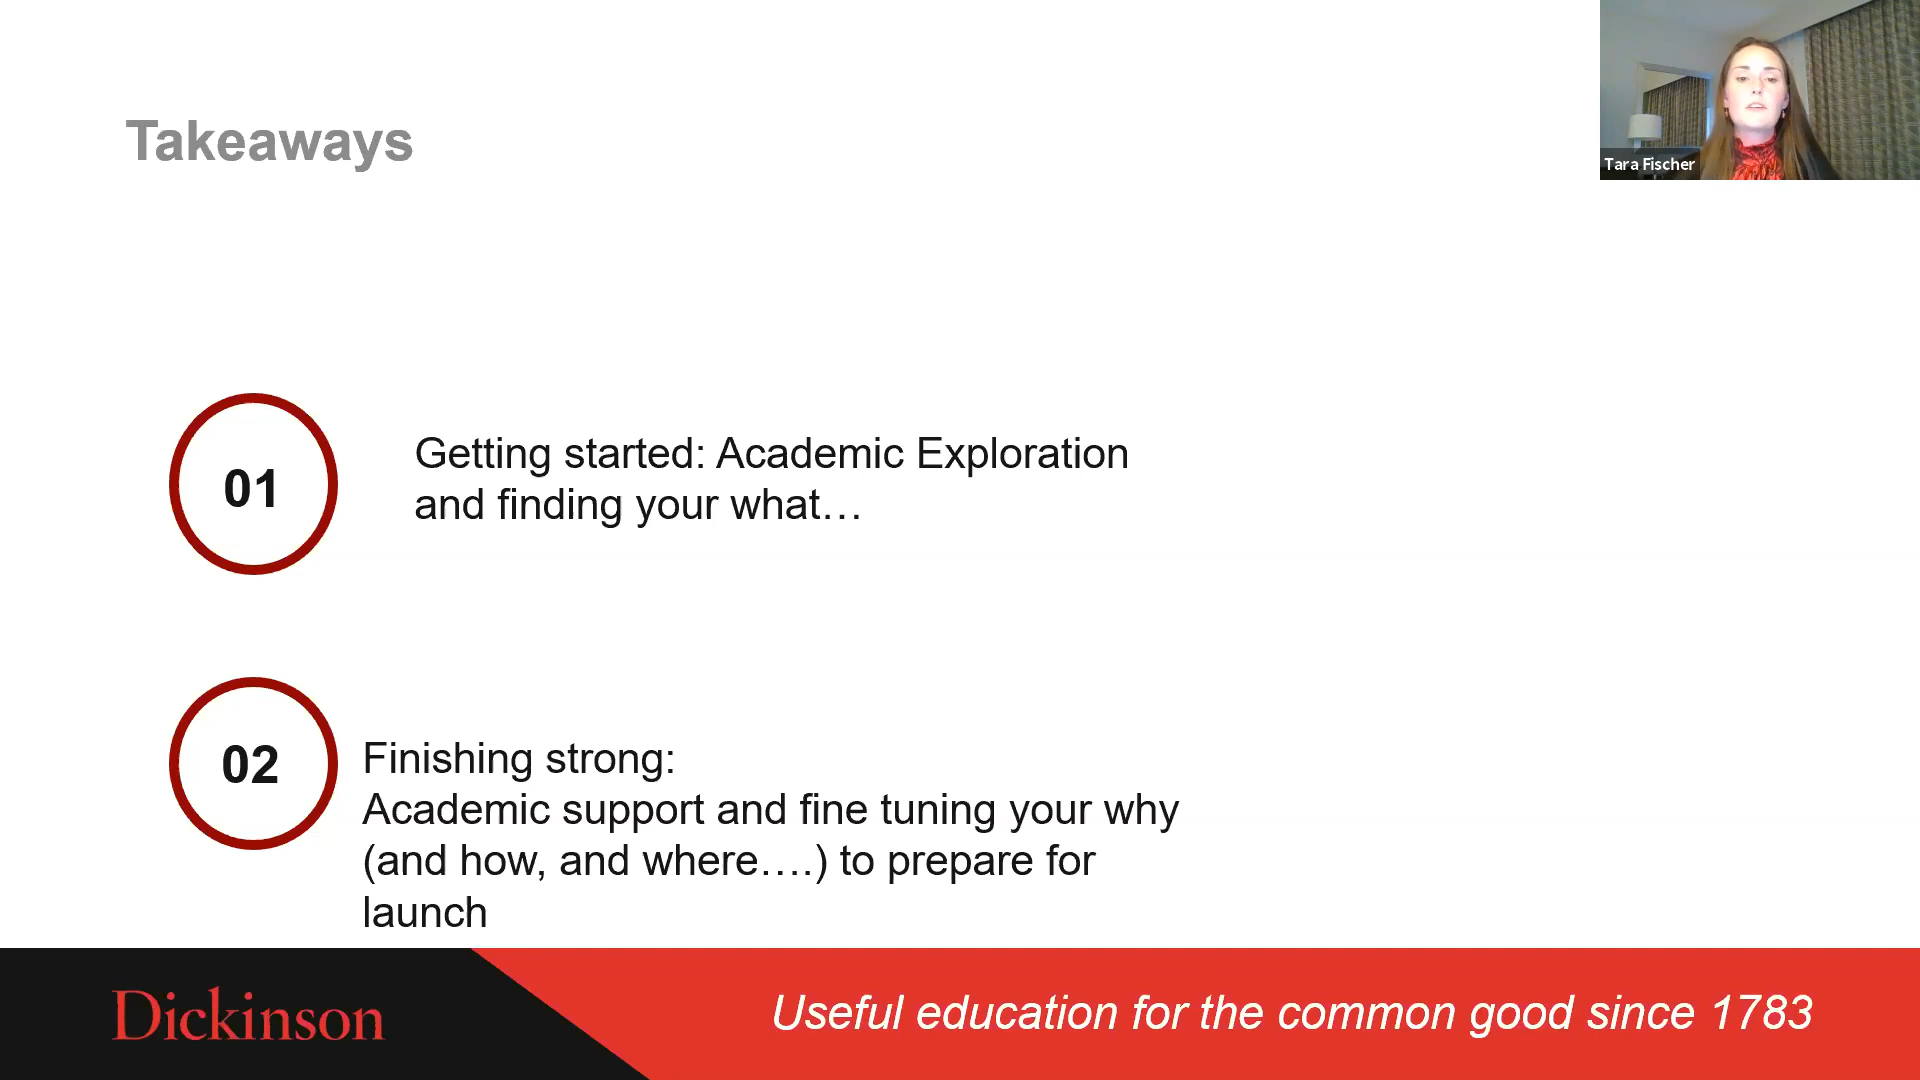 Takeaways
Tara Fischer
01
Getting started: Academic Exploration
and finding your what…
02
Finishing strong:
Academic support and fine tuning your why
(and how, and where….) to prepare for
launch
Dickinson
Useful education for the common good since 1783